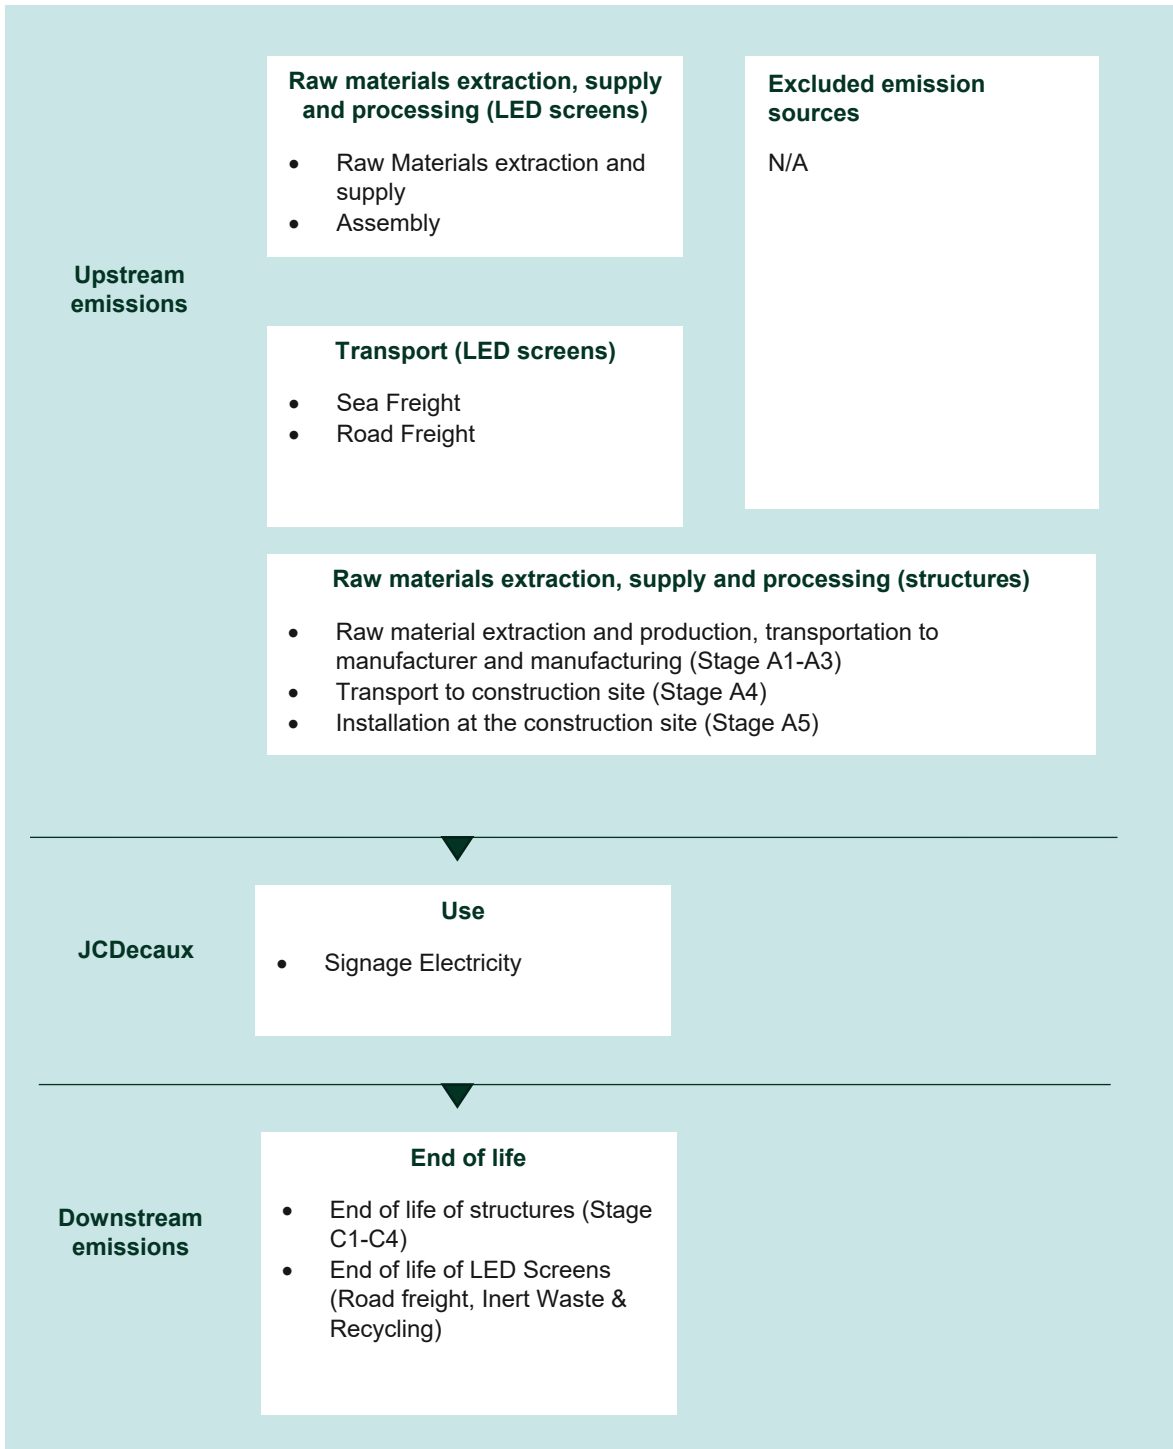 Raw materials extraction, supply
and processing (LED screens)
• Raw Materials extraction and
supply
• Assembly
Excluded emission
sources
N/A
Upstream
emissions
Transport (LED screens)
• Sea Freight
• Road Freight
Raw materials extraction, supply and processing (structures)
• Raw material extraction and production, transportation to
manufacturer and manufacturing (Stage A1-A3)
• Transport to construction site (Stage A4)
• Installation at the construction site (Stage A5)
JCDecaux
Use
• Signage Electricity
Downstream
emissions
End of life
• End of life of structures (Stage
C1-C4)
• End of life of LED Screens
(Road freight, Inert Waste &
Recycling)